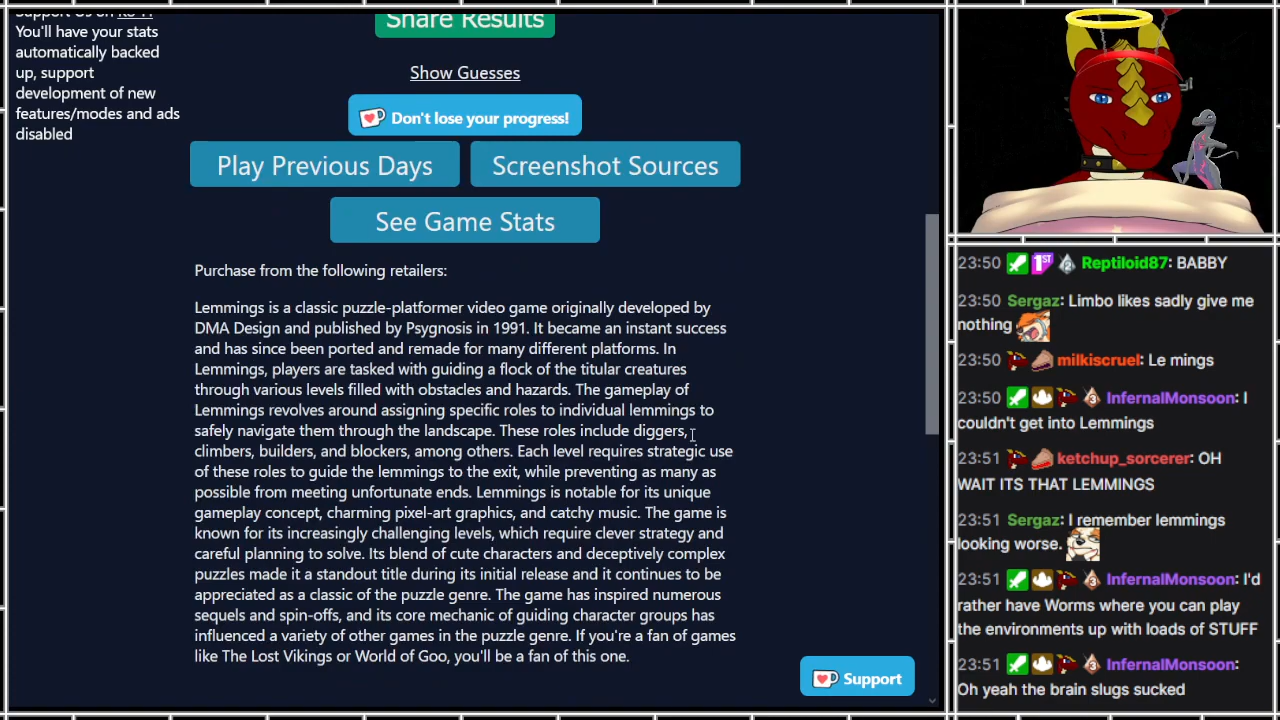 You'll have your stats
automatically backed
up, support
development of new
features/modes and ads
disabled
Share Results
Show Guesses
Don't lose your progress!
Play Previous Days
Screenshot Sources
See Game Stats
Purchase from the following retailers:
Lemmings is a classic puzzle-platformer video game originally developed by
DMA Design and published by Psygnosis in 1991. It became an instant success
and has since been ported and remade for many different platforms. In
Lemmings, players are tasked with guiding a flock of the titular creatures
through various levels filled with obstacles and hazards. The gameplay of
Lemmings revolves around assigning specific roles to individual lemmings to
safely navigate them through the landscape. These roles include diggers,
climbers, builders, and blockers, among others. Each level requires strategic use
of these roles to guide the lemmings to the exit, while preventing as many as
possible from meeting unfortunate ends. Lemmings is notable for its unique
gameplay concept, charming pixel-art graphics, and catchy music. The game is
known for its increasingly challenging levels, which require clever strategy and
careful planning to solve. Its blend of cute characters and deceptively complex
puzzles made it a standout title during its initial release and it continues to be
appreciated as a classic of the puzzle genre. The game has inspired numerous
sequels and spin-offs, and its core mechanic of guiding character groups has
influenced a variety of other games in the puzzle genre. If you're a fan of games
like The Lost Vikings or World of Goo, you'll be a fan of this one.
Support
23:50 1ST 2 Reptiloid87: BABBY
23:50 Sergaz: Limbo likes sadly give me
nothing
23:50 milkiscruel: Le mings
23:50 3 InfernalMonsoon: I
couldn't get into Lemmings
23:51 ketchup_sorcerer: OH
WAIT ITS THAT LEMMINGS
23:51 Sergaz: I remember lemmings
looking worse.
23:51 3 InfernalMonsoon: I'd
rather have Worms where you can play
the environments up with loads of STUFF
23:51 3 InfernalMonsoon:
Oh yeah the brain slugs sucked